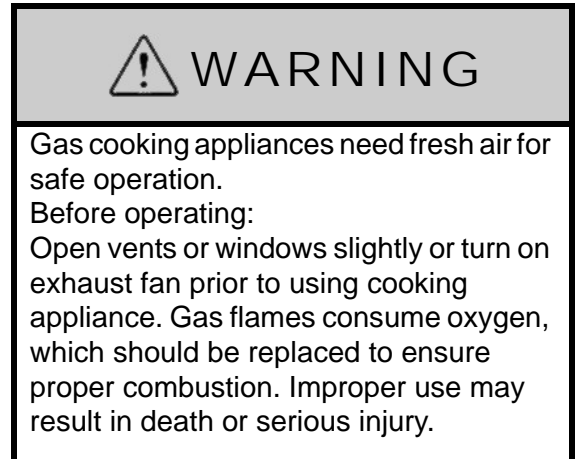 WARNING
Gas cooking appliances need fresh air for
safe operation.
Before operating:
Open vents or windows slightly or turn on
exhaust fan prior to using cooking
appliance. Gas flames consume oxygen,
which should be replaced to ensure
proper combustion. Improper use may
result in death or serious injury.